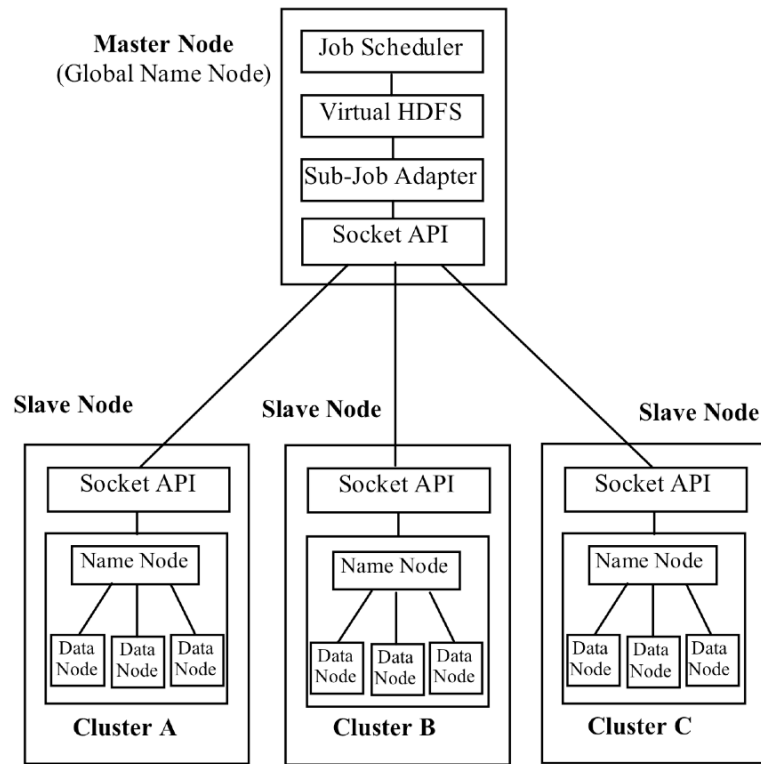 Master Node
(Global Name Node)
Job Scheduler
Virtual HDFS
Sub-Job Adapter
Socket API
Slave Node
Slave Node
Slave Node
Socket API
Name Node
Data
Node
Data
Node
Data
Node
Cluster A
Socket API
Name Node
Data
Node
Data
Node
Data
Node
Cluster B
Socket API
Name Node
Data
Node
Data
Node
Data
Node
Cluster C